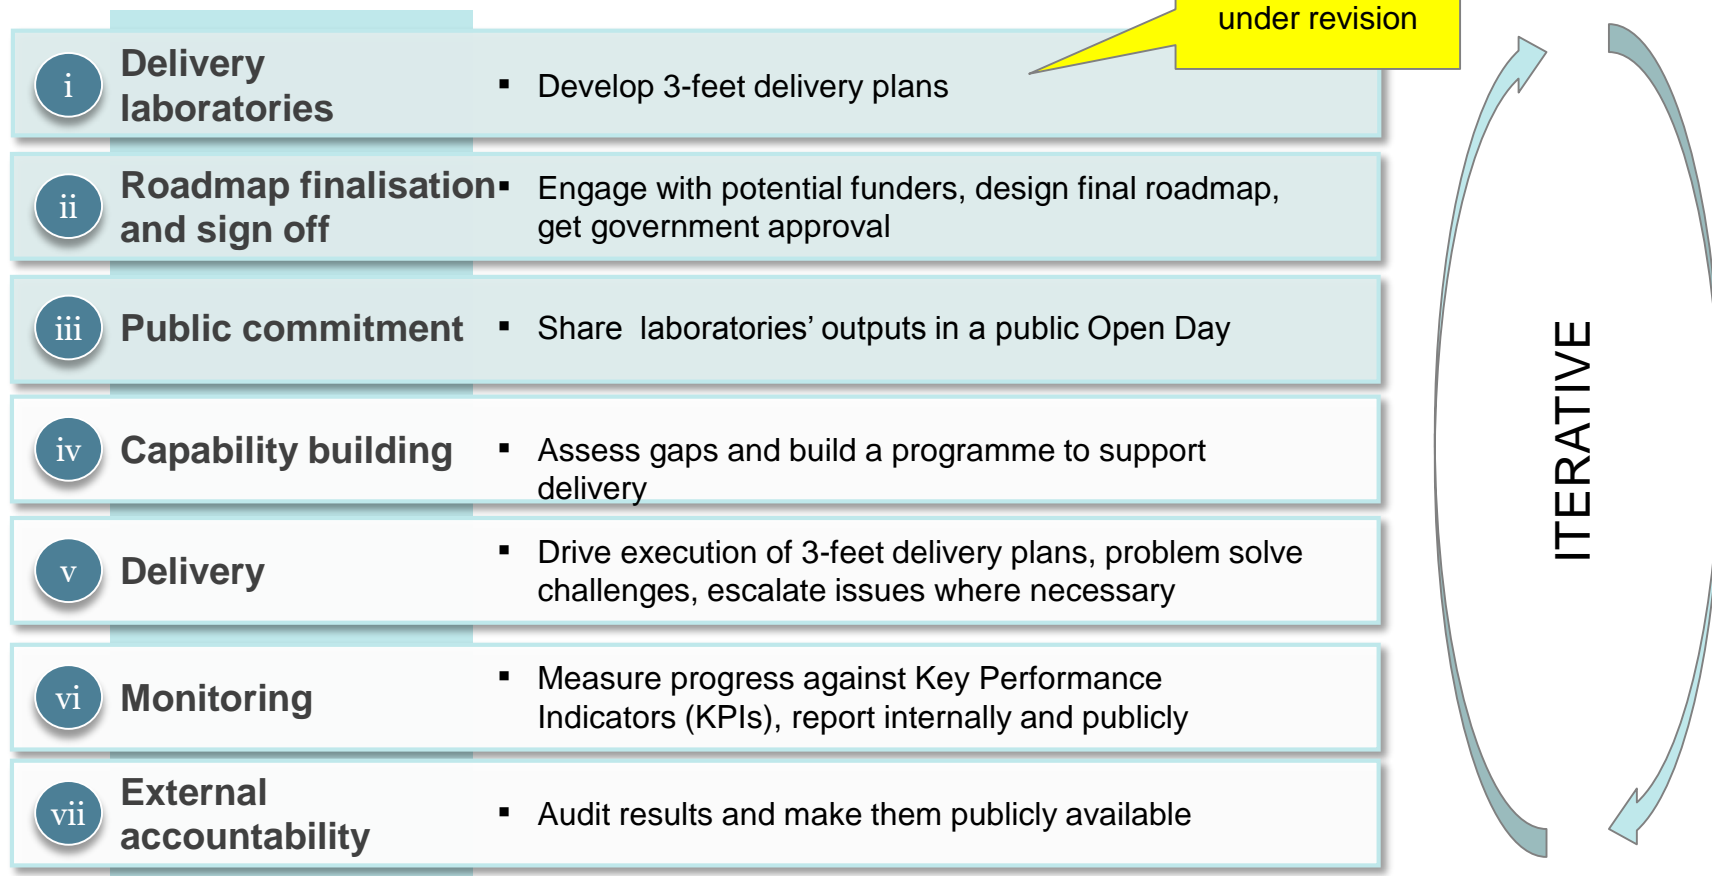 under revision
i
Delivery
laboratories
▪ Develop 3-feet delivery plans
ii
Roadmap finalisation
and sign off
▪ Engage with potential funders, design final roadmap,
get government approval
iii
Public commitment
▪ Share  laboratories’ outputs in a public Open Day
iv
Capability building
▪ Assess gaps and build a programme to support
delivery
v
Delivery
▪ Drive execution of 3-feet delivery plans, problem solve
challenges, escalate issues where necessary
vi
Monitoring
▪ Measure progress against Key Performance
Indicators (KPIs), report internally and publicly
vii
External
accountability
▪ Audit results and make them publicly available
ITERATIVE